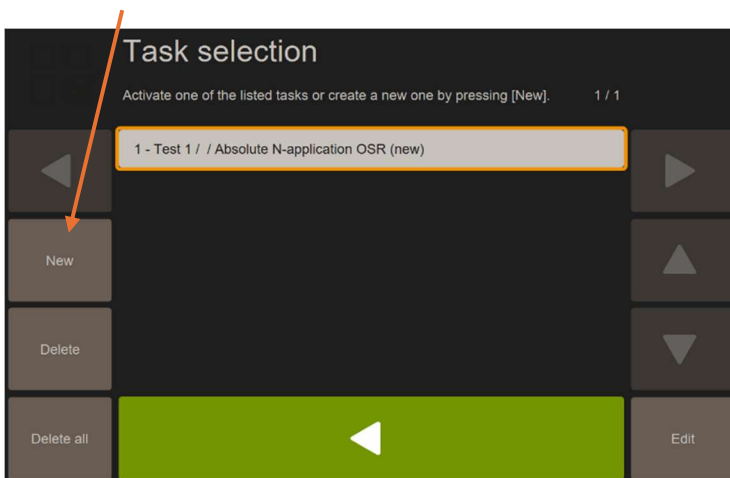 Task selection
Activate one of the listed tasks or create a new one by pressing [New]. 1 / 1
1 - Test 1 /  / Absolute N-application OSR (new)
New
Delete
Delete all
Edit